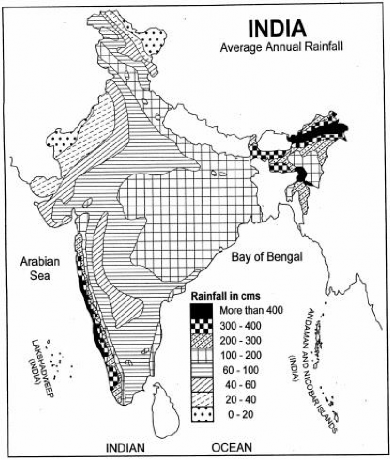 INDIA
Average Annual Rainfall
Arabian
Sea
Bay of Bengal
Rainfall in cms
More than 400
300 - 400
200 - 300
100 - 200
60 - 100
40 - 60
20 - 40
0 - 20
LAKSHADWEEP
(INDIA)
ANDAMAN AND NICOBAR ISLANDS
(INDIA)
INDIAN OCEAN